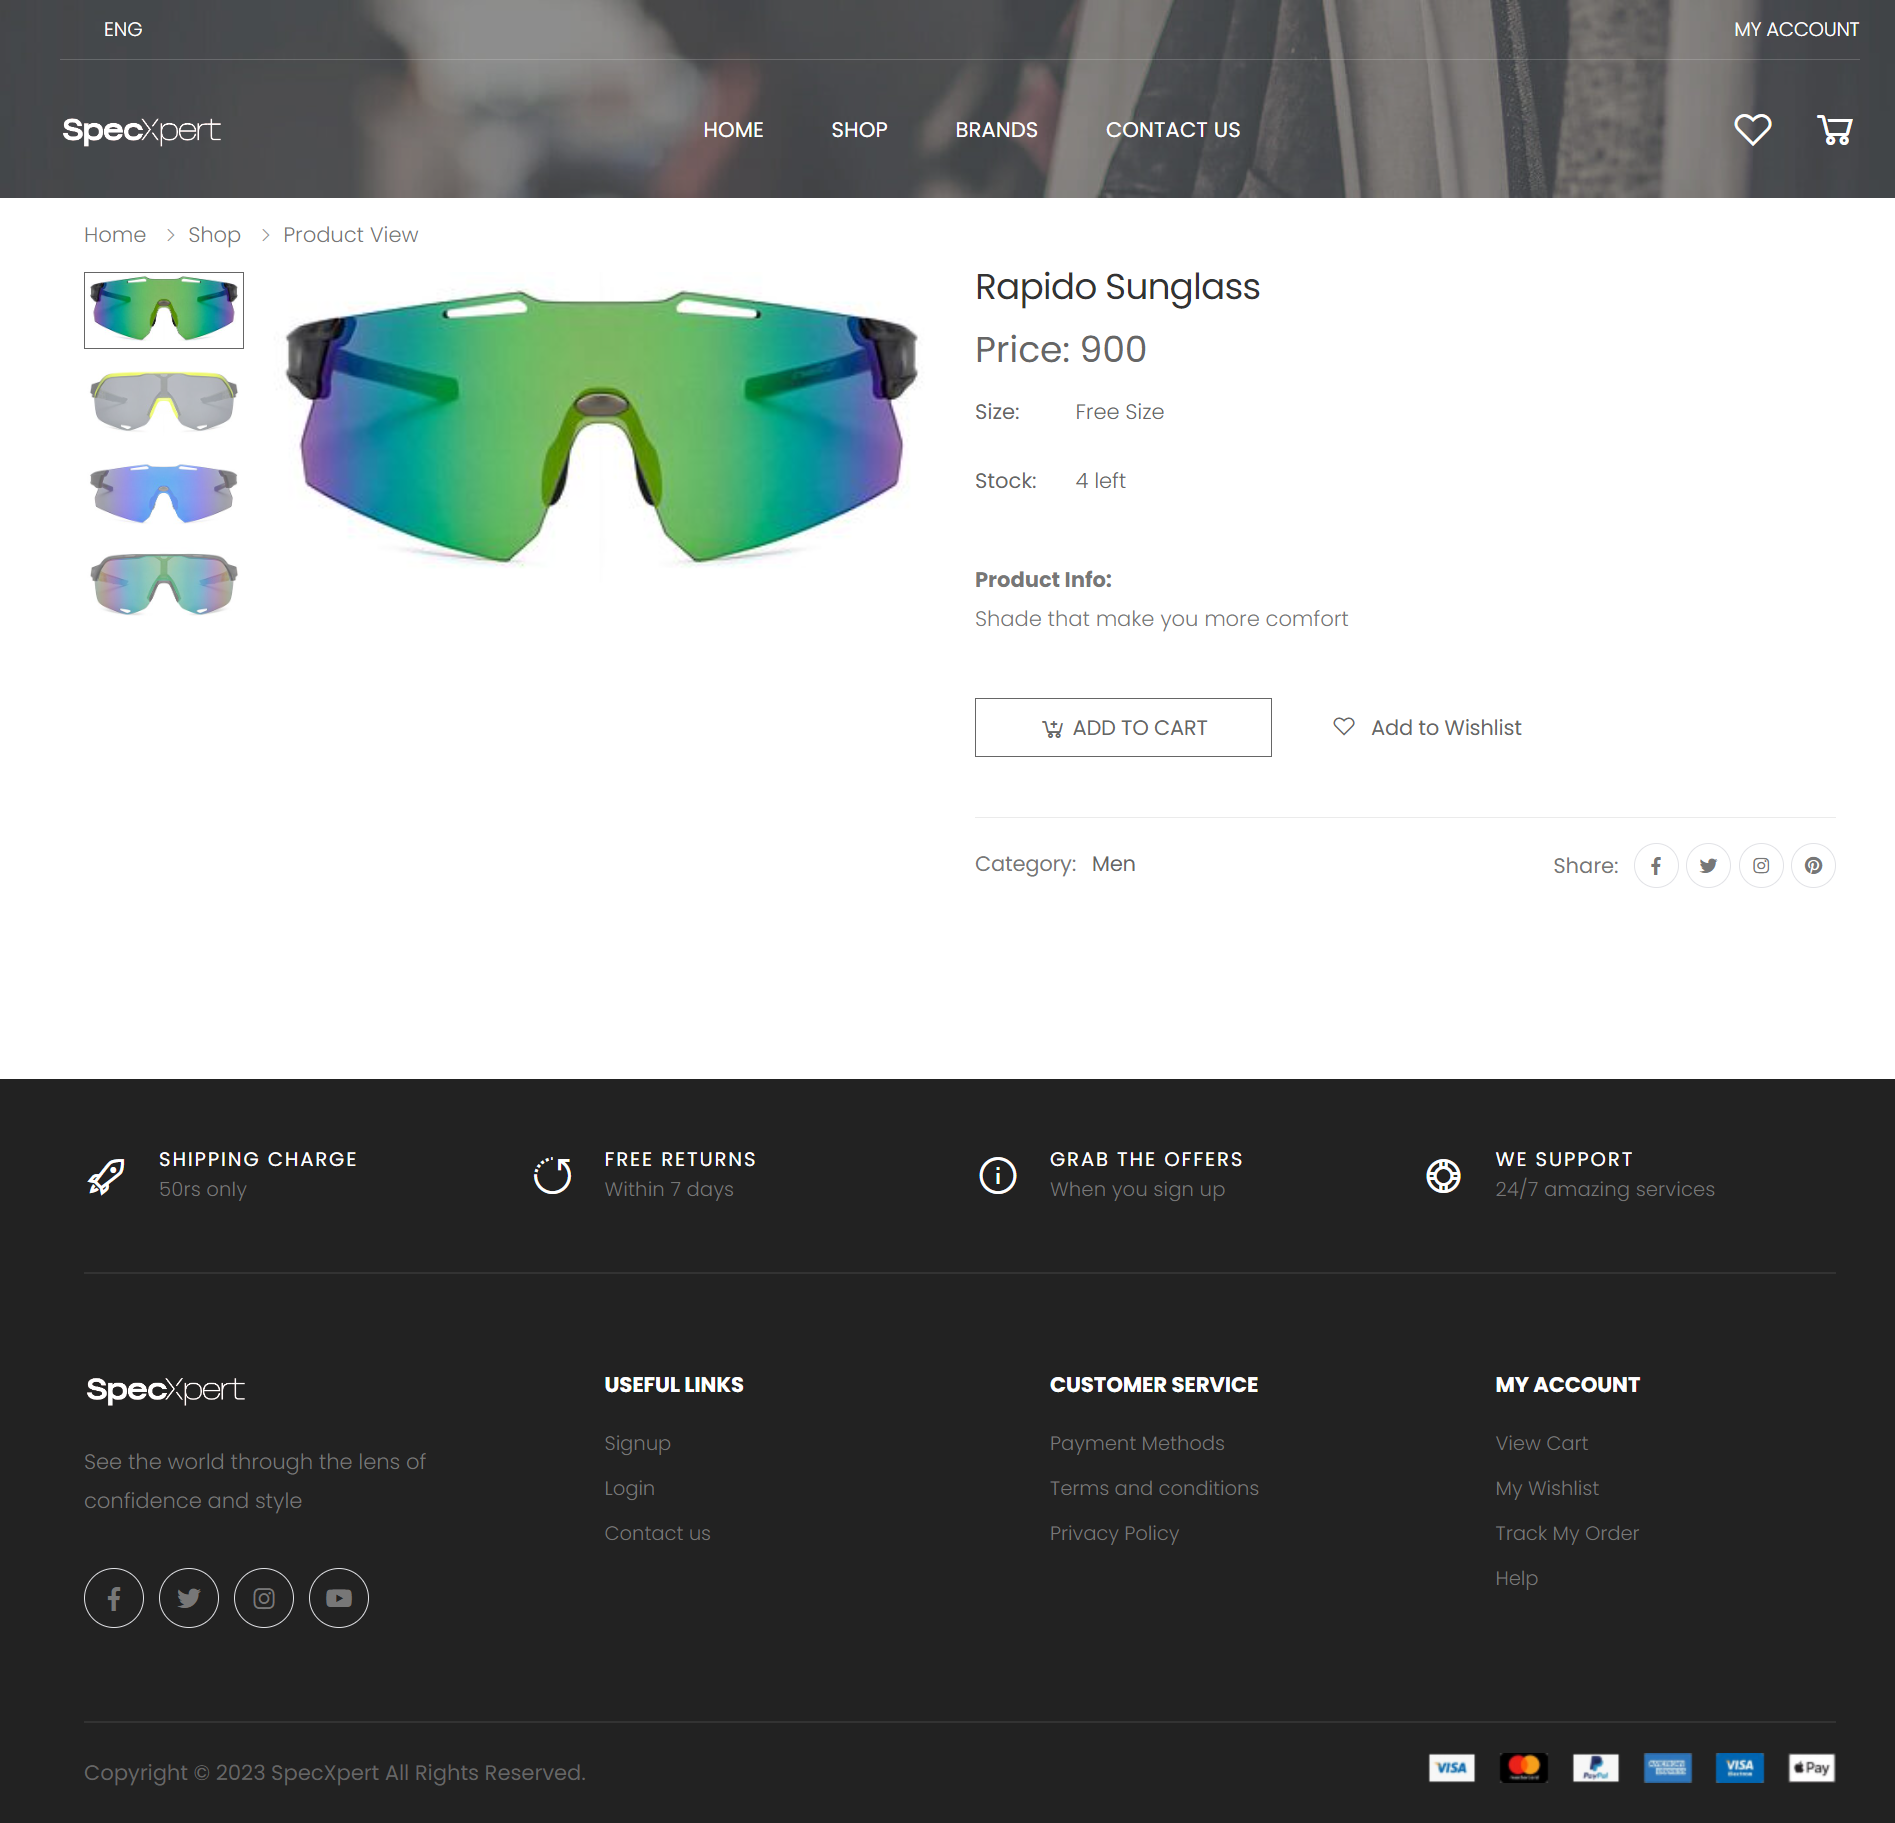 ENG
MY ACCOUNT
SpecXpert
HOME
SHOP
BRANDS
CONTACT US
Home
Shop
Product View
Rapido Sunglass
Price: 900
Size: Free Size
Stock: 4 left
Product Info:
Shade that make you more comfort
ADD TO CART
Add to Wishlist
Category: Men
Share:
SHIPPING CHARGE
50rs only
FREE RETURNS
Within 7 days
GRAB THE OFFERS
When you sign up
WE SUPPORT
24/7 amazing services
SpecXpert
See the world through the lens of
confidence and style
USEFUL LINKS
Signup
Login
Contact us
CUSTOMER SERVICE
Payment Methods
Terms and conditions
Privacy Policy
MY ACCOUNT
View Cart
My Wishlist
Track My Order
Help
Copyright © 2023 SpecXpert All Rights Reserved.
VISA
PayPal
VISA
Pay